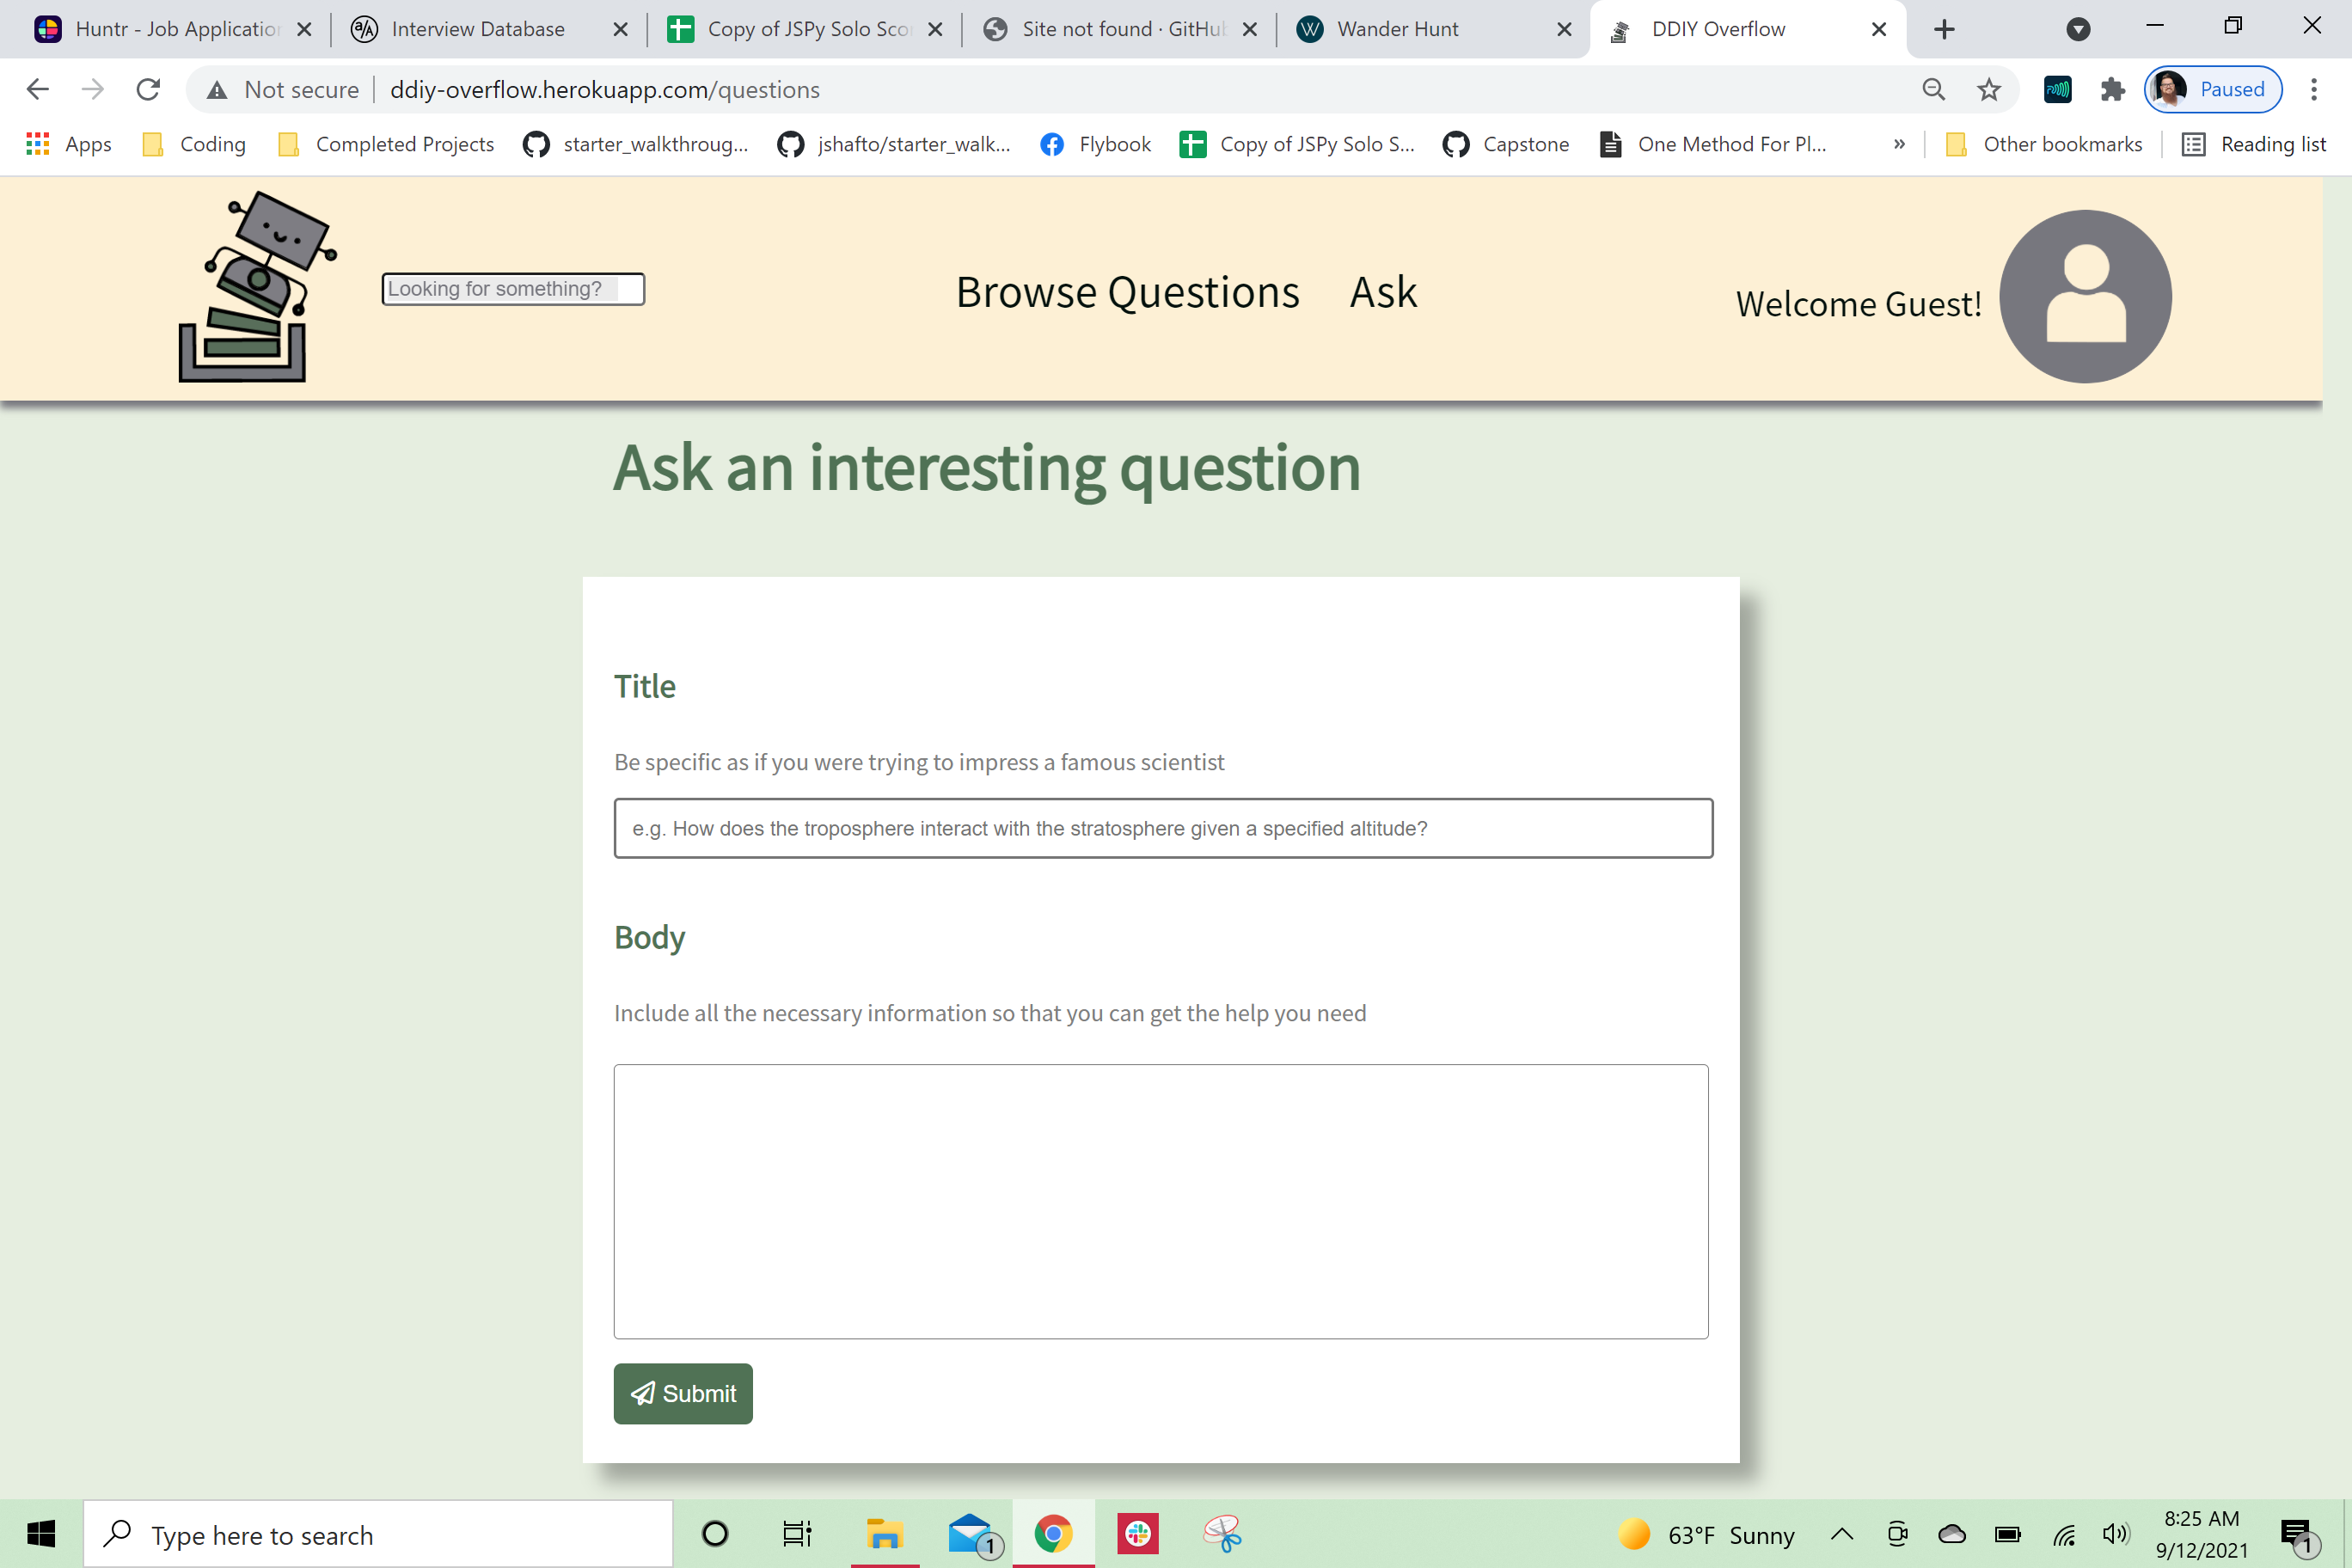 Huntr - Job Application
Interview Database
Copy of JSPy Solo Scor
Site not found · GitHub
Wander Hunt
DDIY Overflow
Not secure
ddiy-overflow.herokuapp.com/questions
Paused
Apps
Coding
Completed Projects
starter_walkthroug...
jshafto/starter_walk...
Flybook
Copy of JSPy Solo S...
Capstone
One Method For Pl...
»
Other bookmarks
Reading list
Looking for something?
Browse Questions
Ask
Welcome Guest!
Ask an interesting question
Title
Be specific as if you were trying to impress a famous scientist
e.g. How does the troposphere interact with the stratosphere given a specified altitude?
Body
Include all the necessary information so that you can get the help you need
Submit
Type here to search
1
63°F Sunny
8:25 AM
9/12/2021
1